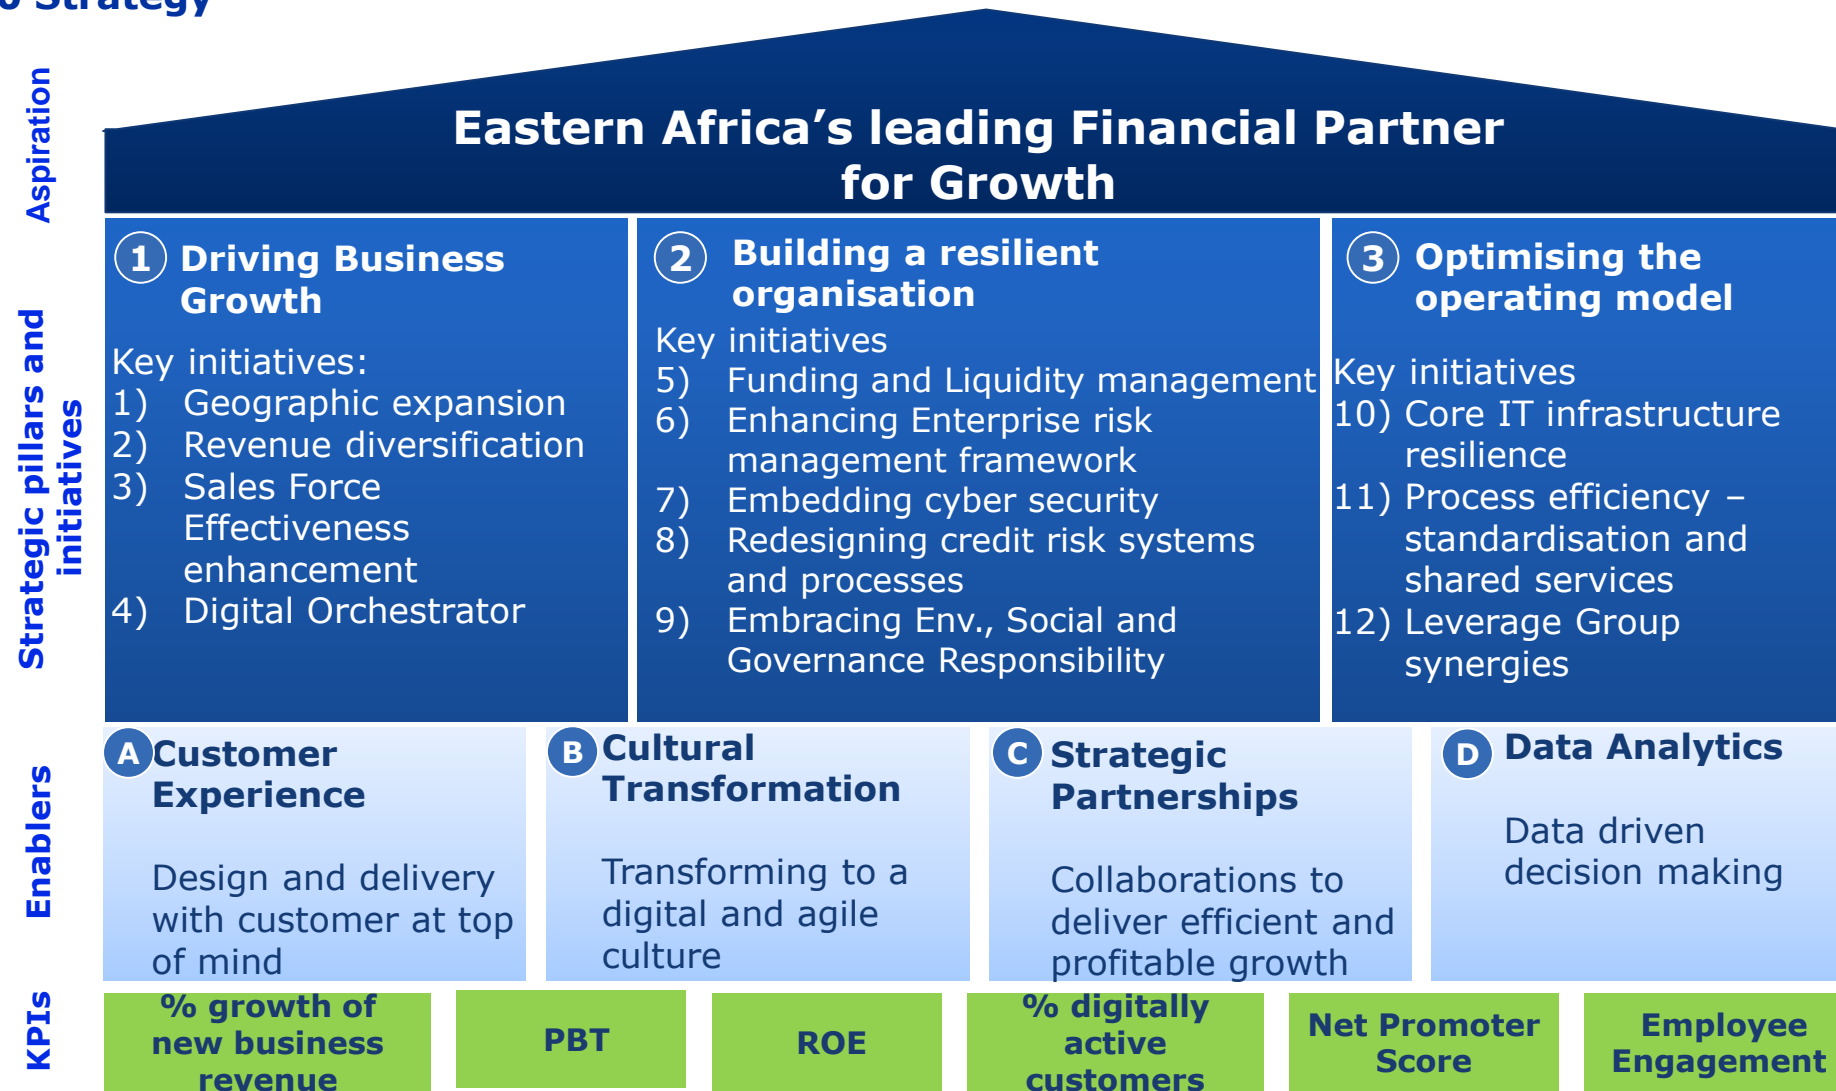 Strategy
Aspiration
Eastern Africa’s leading Financial Partner
for Growth
Strategic pillars and
initiatives
1 Driving Business
Growth
Key initiatives:
1) Geographic expansion
2) Revenue diversification
3) Sales Force
Effectiveness
enhancement
4) Digital Orchestrator
2 Building a resilient
organisation
Key initiatives
5) Funding and Liquidity management
6) Enhancing Enterprise risk
management framework
7) Embedding cyber security
8) Redesigning credit risk systems
and processes
9) Embracing Env., Social and
Governance Responsibility
3 Optimising the
operating model
Key initiatives
10) Core IT infrastructure
resilience
11) Process efficiency –
standardisation and
shared services
12) Leverage Group
synergies
Enablers
A Customer
Experience
Design and delivery
with customer at top
of mind
B Cultural
Transformation
Transforming to a
digital and agile
culture
C Strategic
Partnerships
Collaborations to
deliver efficient and
profitable growth
D Data Analytics
Data driven
decision making
KPIs
% growth of
new business
revenue
PBT
ROE
% digitally
active
customers
Net Promoter
Score
Employee
Engagement